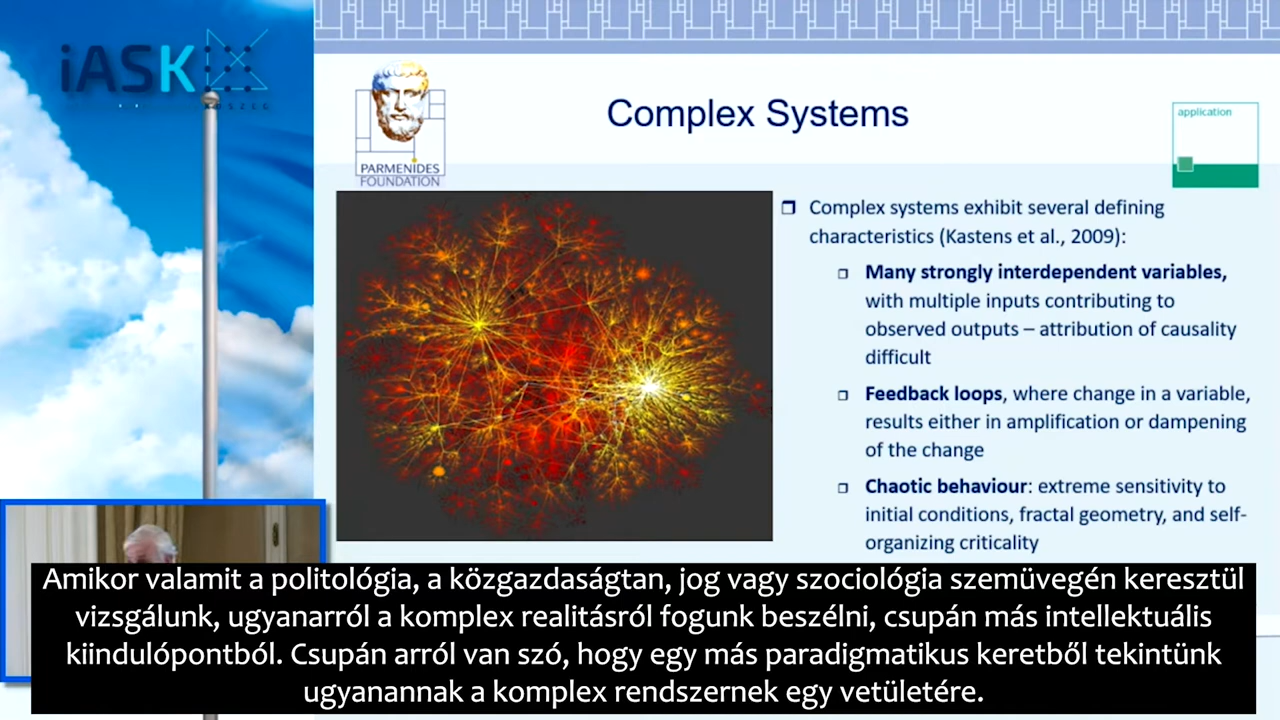 iASK
KŐSZEG
PARMENIDES
FOUNDATION
Complex Systems
application
Complex systems exhibit several defining
characteristics (Kastens et al., 2009):
Many strongly interdependent variables,
with multiple inputs contributing to
observed outputs – attribution of causality
difficult
Feedback loops, where change in a variable,
results either in amplification or dampening
of the change
Chaotic behaviour: extreme sensitivity to
initial conditions, fractal geometry, and self-
organizing criticality
Amikor valamit a politológia, a közgazdaságtan, jog vagy szociológia szemüvegén keresztül
vizsgálunk, ugyanarról a komplex realitásról fogunk beszélni, csupán más intellektuális
kiindulópontból. Csupán arról van szó, hogy egy más paradigmatikus keretből tekintünk
ugyanannak a komplex rendszernek egy vetületére.